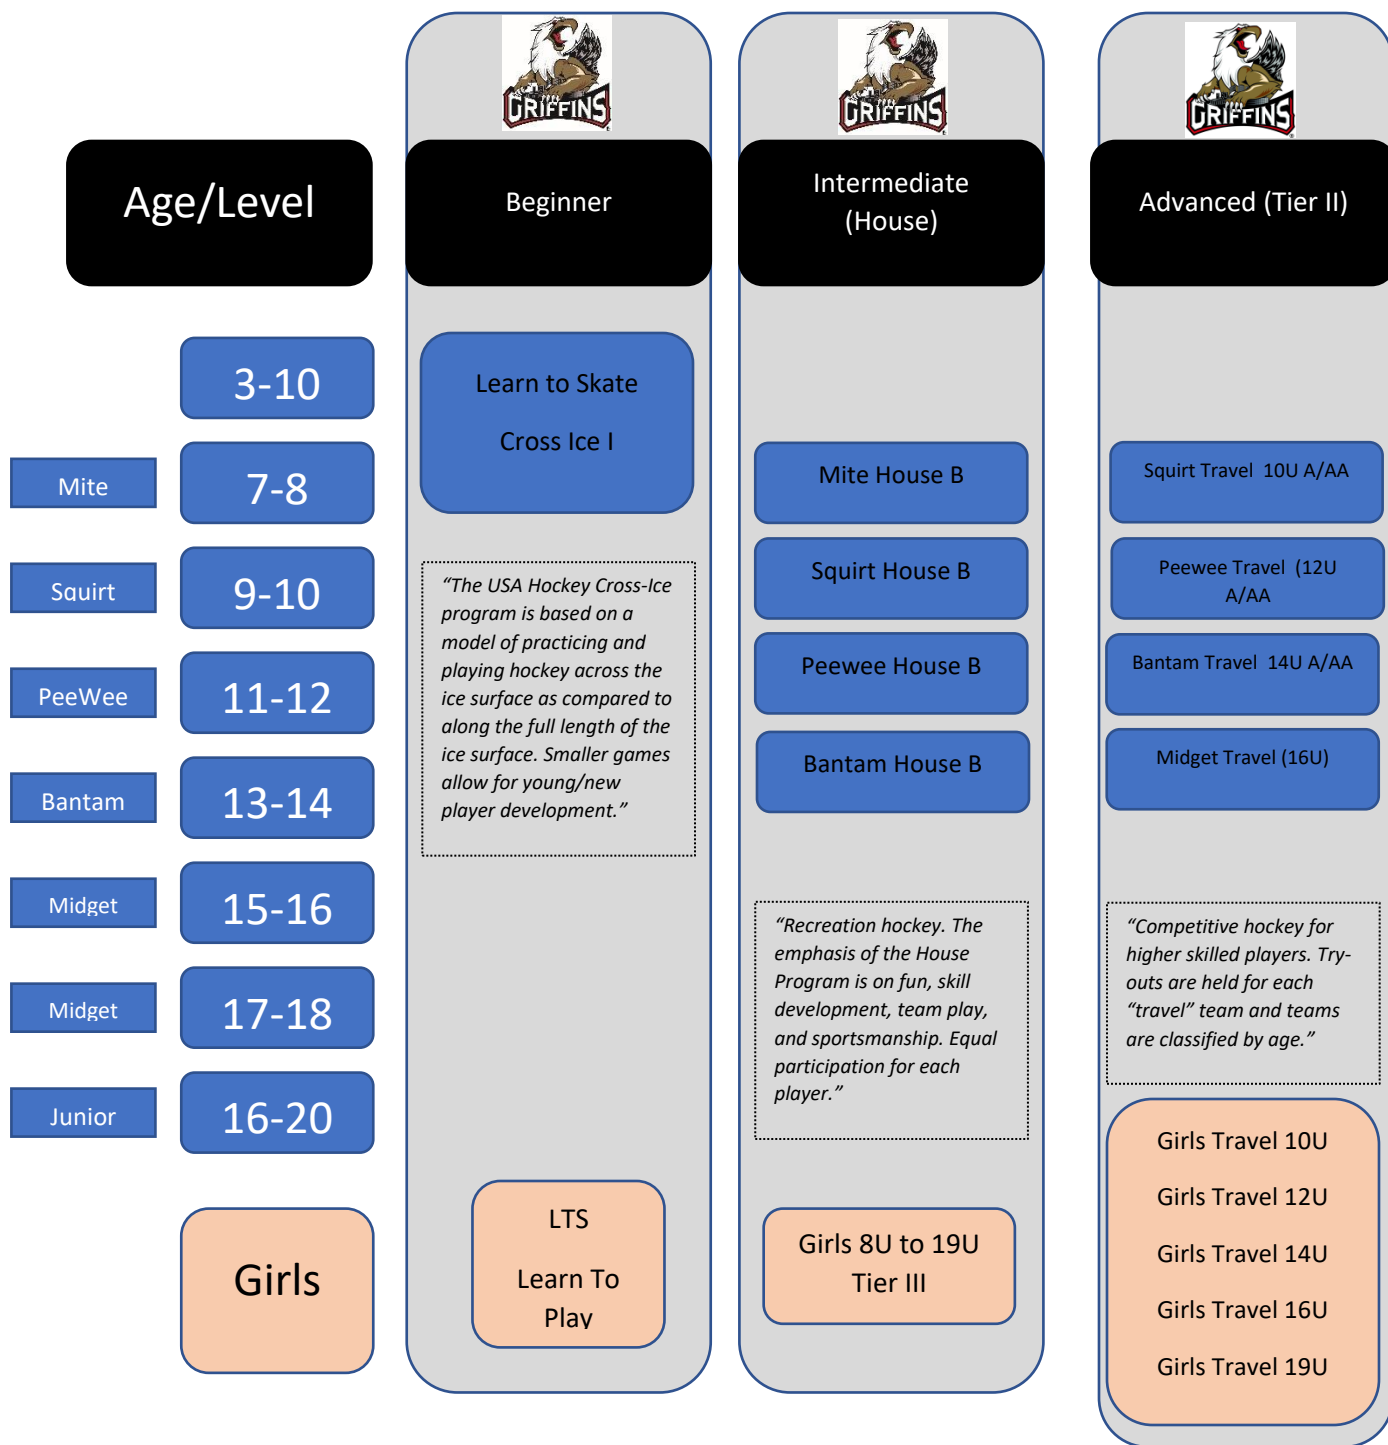 GRIFFINS
GRIFFINS
GRIFFINS
Age/Level
Beginner
Intermediate
(House)
Advanced (Tier II)
3-10
Learn to Skate
Cross Ice I
Mite
7-8
Mite House B
Squirt Travel 10U A/AA
Squirt
9-10
Squirt House B
Peewee Travel (12U
A/AA
PeeWee
11-12
Peewee House B
Bantam Travel 14U A/AA
Bantam
13-14
Bantam House B
Midget Travel (16U)
Midget
15-16
Midget
17-18
Junior
16-20
“The USA Hockey Cross-Ice
program is based on a
model of practicing and
playing hockey across the
ice surface as compared to
along the full length of the
ice surface. Smaller games
allow for young/new
player development.”
“Recreation hockey. The
emphasis of the House
Program is on fun, skill
development, team play,
and sportsmanship. Equal
participation for each
player.”
“Competitive hockey for
higher skilled players. Try-
outs are held for each
“travel” team and teams
are classified by age.”
Girls
LTS
Learn To
Play
Girls 8U to 19U
Tier III
Girls Travel 10U
Girls Travel 12U
Girls Travel 14U
Girls Travel 16U
Girls Travel 19U